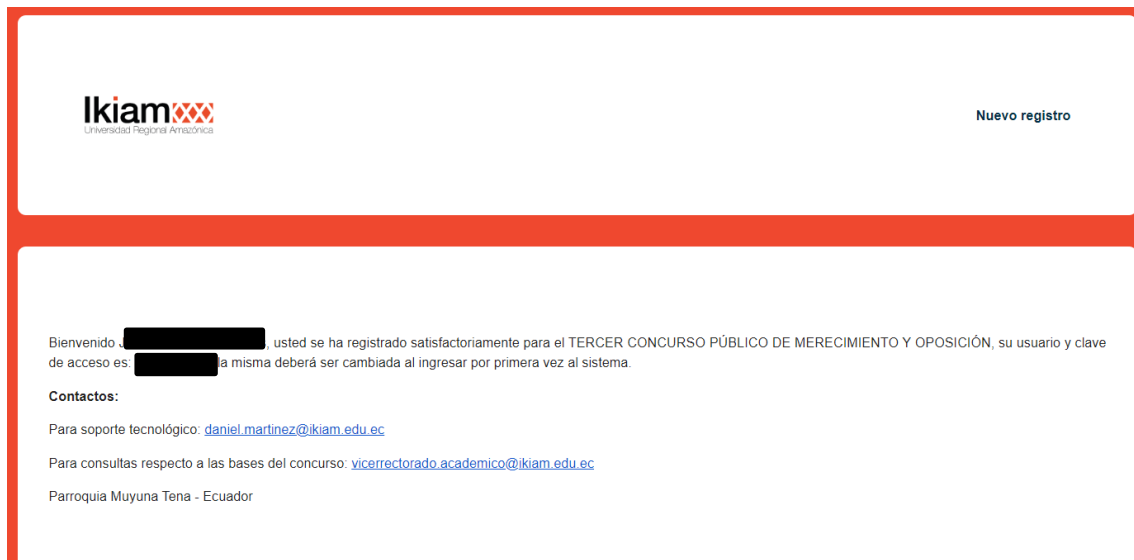 Ikiam
Universidad Regional Amazónica
Nuevo registro
Bienvenido J, usted se ha registrado satisfactoriamente para el TERCER CONCURSO PÚBLICO DE MERECIMIENTO Y OPOSICIÓN, su usuario y clave
de acceso es: la misma deberá ser cambiada al ingresar por primera vez al sistema.
Contactos:
Para soporte tecnológico: daniel.martinez@ikiam.edu.ec
Para consultas respecto a las bases del concurso: vicerrectorado.academico@ikiam.edu.ec
Parroquia Muyuna Tena - Ecuador